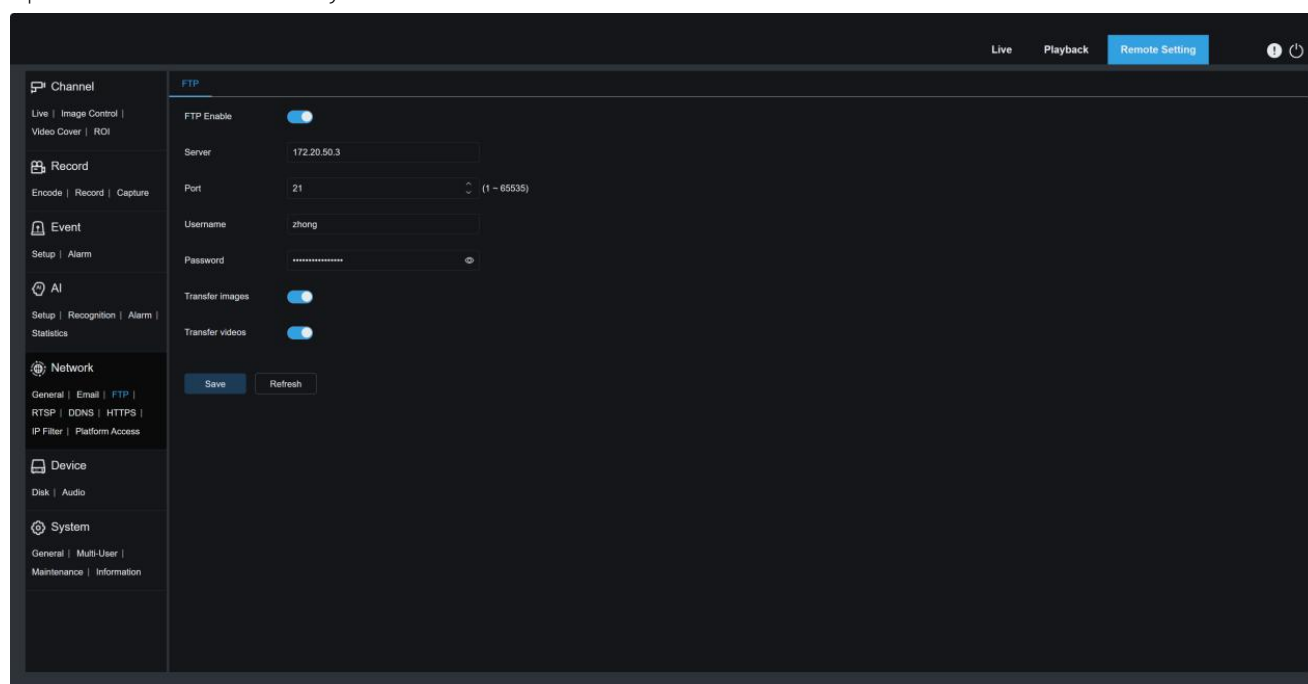 Live Playback Remote Setting
Channel
Live | Image Control |
Video Cover | ROI
Record
Encode | Record | Capture
Event
Setup | Alarm
AI
Setup | Recognition | Alarm |
Statistics
Network
General | Email | FTP |
RTSP | DDNS | HTTPS |
IP Filter | Platform Access
Device
Disk | Audio
System
General | Multi-User |
Maintenance | Information
FTP
FTP Enable
Server 172.20.50.3
Port 21 (1 ~ 65535)
Username zhong
Password ••••••••••••••••
Transfer images
Transfer videos
Save Refresh